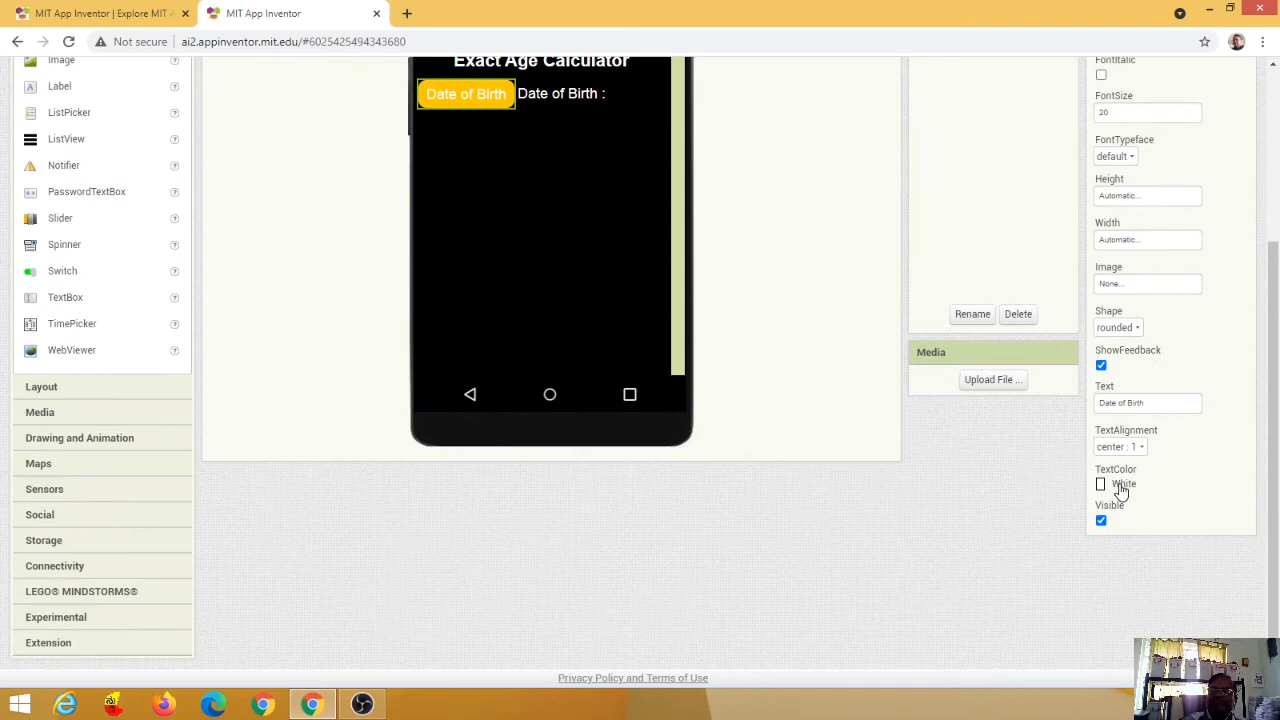 MIT App Inventor | Explore MIT A
MIT App Inventor
Not secure
ai2.appinventor.mit.edu/#6025425494343680
Image
Label
ListPicker
ListView
Notifier
PasswordTextBox
Slider
Spinner
Switch
TextBox
TimePicker
WebViewer
Layout
Media
Drawing and Animation
Maps
Sensors
Social
Storage
Connectivity
LEGO® MINDSTORMS®
Experimental
Extension
Exact Age Calculator
Date of Birth Date of Birth :
Rename Delete
Media
Upload File ...
FontItalic
FontSize
20
FontTypeface
default
Height
Automatic...
Width
Automatic...
Image
None...
Shape
rounded
ShowFeedback
Text
Date of Birth
TextAlignment
center : 1
TextColor
White
Visible
Privacy Policy and Terms of Use